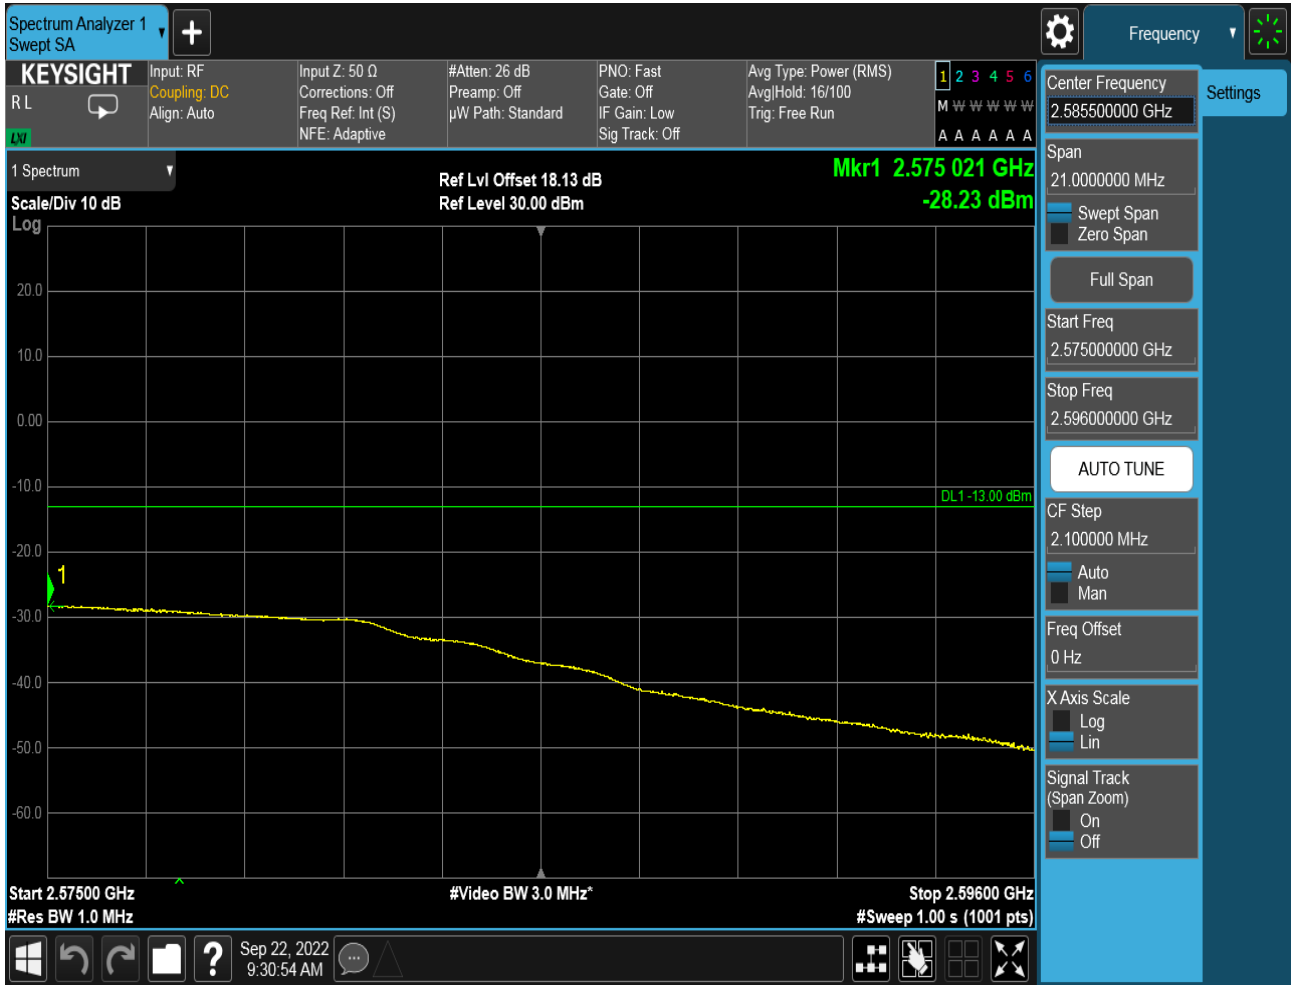 Spectrum Analyzer 1
Swept SA
Frequency
KEYSIGHT
R L
LXI
Input: RF
Coupling: DC
Align: Auto
Input Z: 50 Ω
Corrections: Off
Freq Ref: Int (S)
NFE: Adaptive
#Atten: 26 dB
Preamp: Off
µW Path: Standard
PNO: Fast
Gate: Off
IF Gain: Low
Sig Track: Off
Avg Type: Power (RMS)
Avg|Hold: 16/100
Trig: Free Run
1 2 3 4 5 6
M W W W W W
A A A A A A
1 Spectrum
Scale/Div 10 dB
Log
Ref Lvl Offset 18.13 dB
Ref Level 30.00 dBm
Mkr1 2.575 021 GHz
-28.23 dBm
20.0
10.0
0.00
-10.0
DL1 -13.00 dBm
-20.0
1
-30.0
-40.0
-50.0
-60.0
Start 2.57500 GHz
#Res BW 1.0 MHz
#Video BW 3.0 MHz*
Stop 2.59600 GHz
#Sweep 1.00 s (1001 pts)
Center Frequency
2.585500000 GHz
Settings
Span
21.0000000 MHz
Swept Span
Zero Span
Full Span
Start Freq
2.575000000 GHz
Stop Freq
2.596000000 GHz
AUTO TUNE
CF Step
2.100000 MHz
Auto
Man
Freq Offset
0 Hz
X Axis Scale
Log
Lin
Signal Track
(Span Zoom)
On
Off
?
Sep 22, 2022
9:30:54 AM